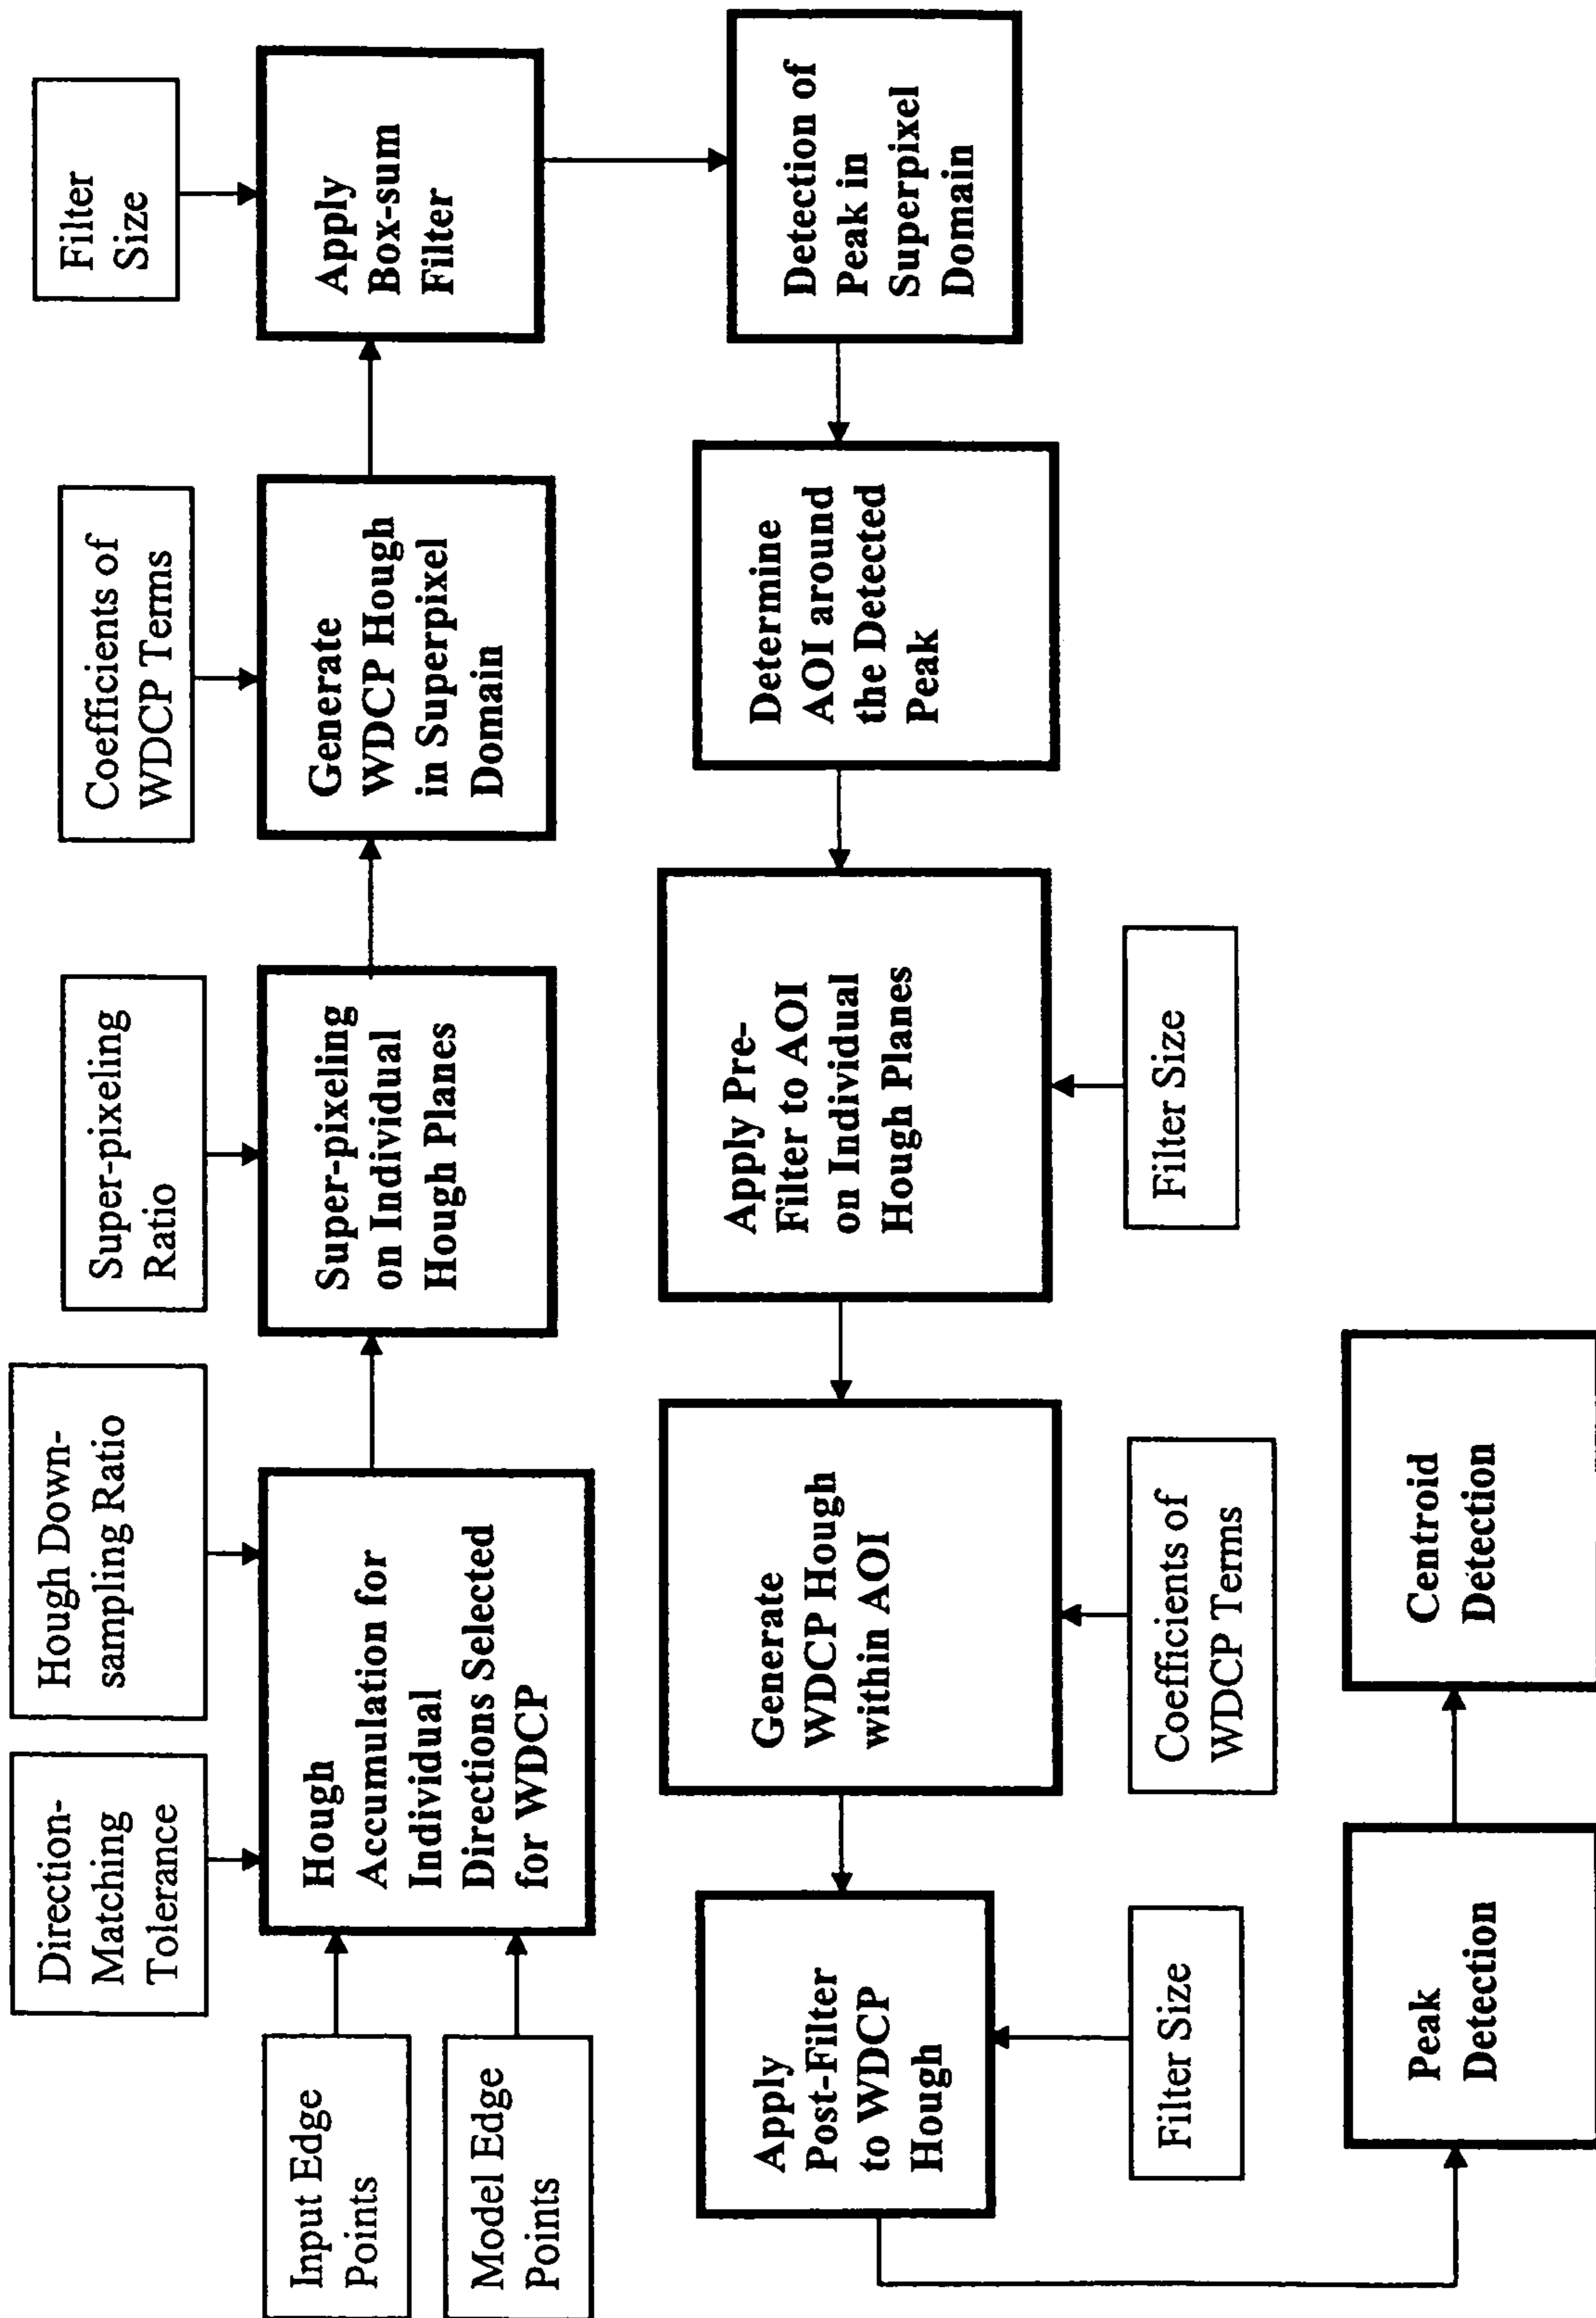 Direction-
Matching
Tolerance
Hough Down-
sampling Ratio
Super-pixeling
Ratio
Coefficients of
WDCP Terms
Filter
Size
Input Edge
Points
Model Edge
Points
Hough
Accumulation for
Individual
Directions Selected
for WDCP
Super-pixeling
on Individual
Hough Planes
Generate
WDCP Hough
in Superpixel
Domain
Apply
Box-sum
Filter
Detection of
Peak in
Superpixel
Domain
Determine
AOI around
the Detected
Peak
Apply Pre-
Filter to AOI
on Individual
Hough Planes
Filter Size
Generate
WDCP Hough
within AOI
Coefficients of
WDCP Terms
Apply
Post-Filter
to WDCP
Hough
Filter Size
Peak
Detection
Centroid
Detection